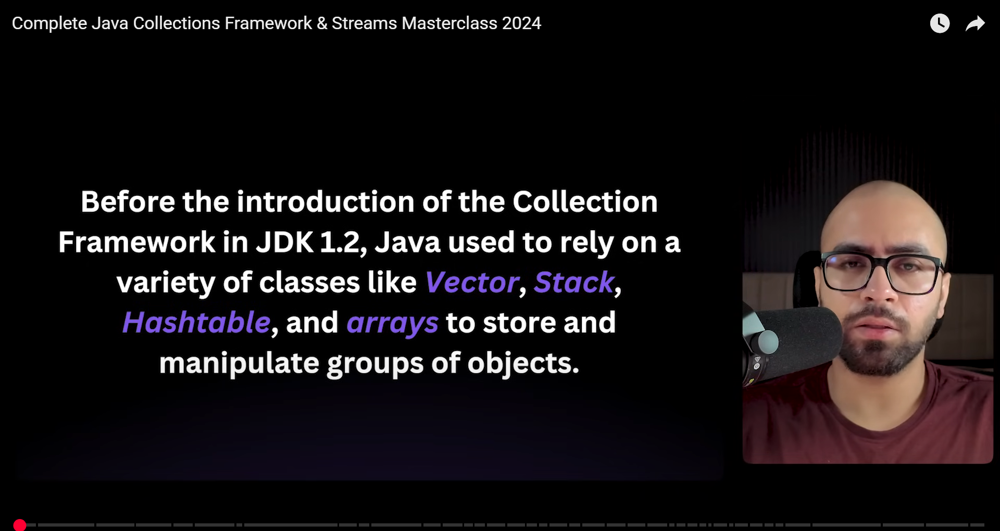 Complete Java Collections Framework & Streams Masterclass 2024
Before the introduction of the Collection
Framework in JDK 1.2, Java used to rely on a
variety of classes like Vector, Stack,
Hashtable, and arrays to store and
manipulate groups of objects.